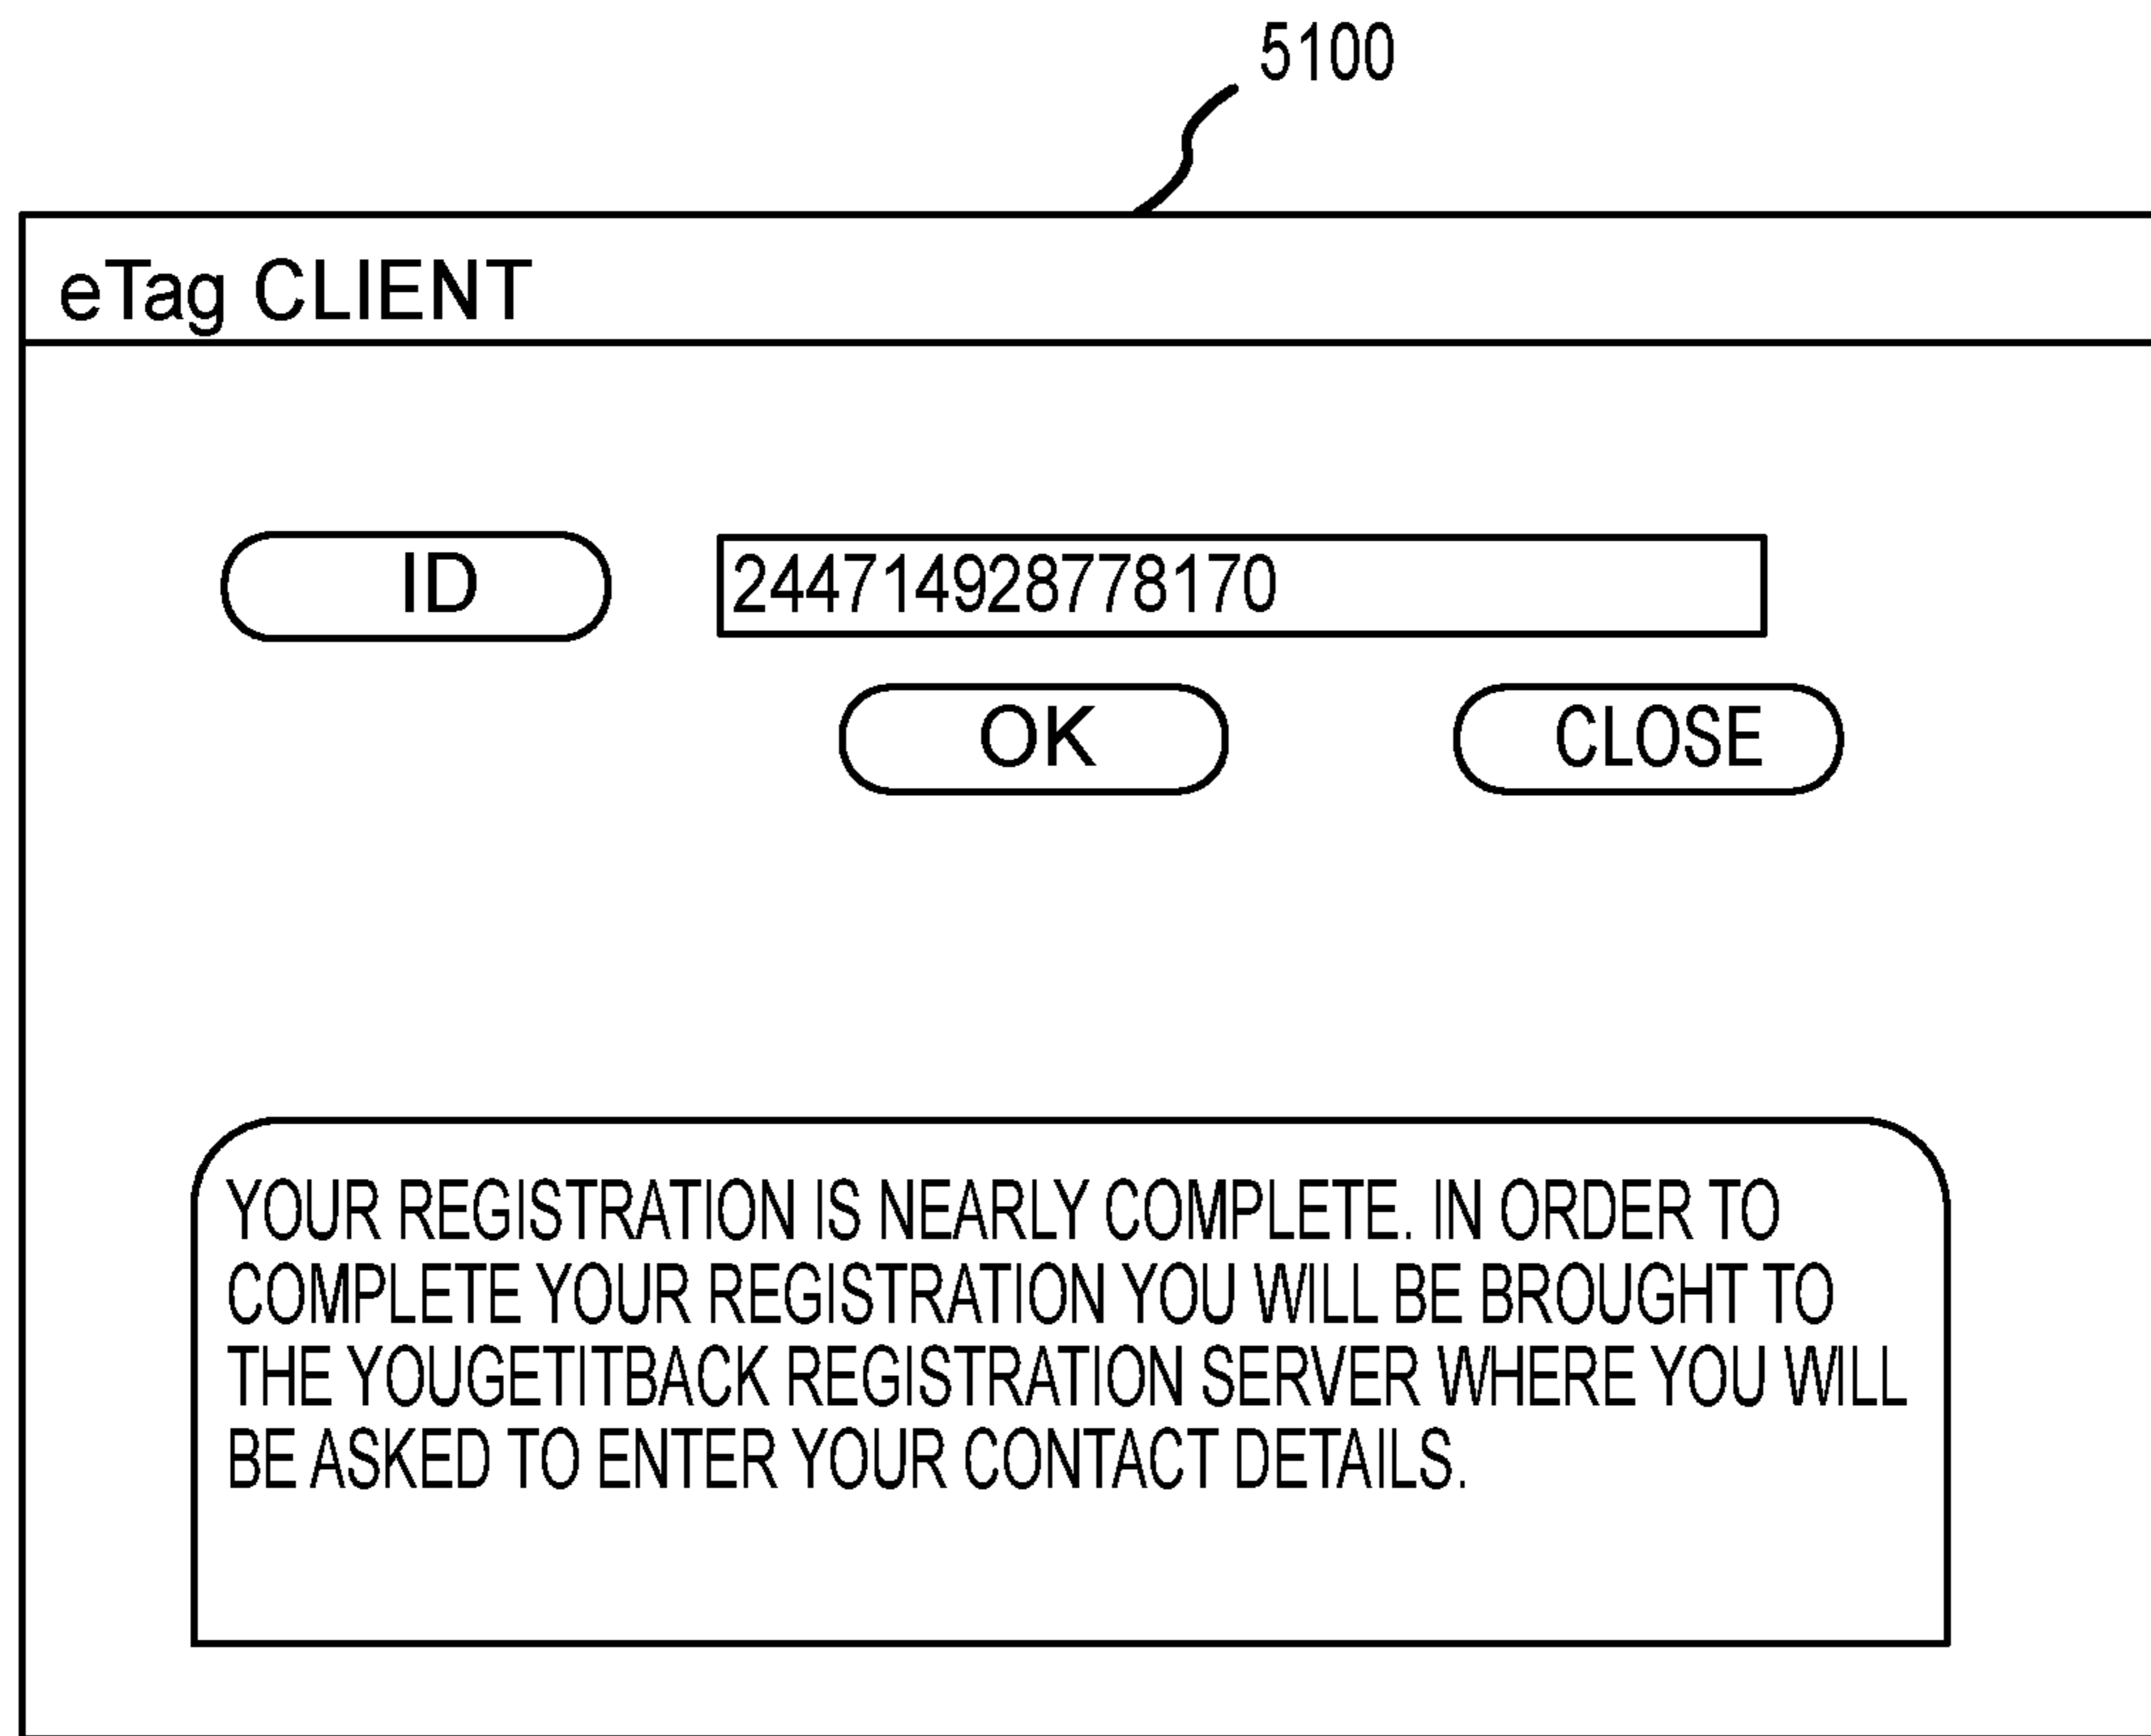 5100
eTag CLIENT
ID
244714928778170
OK
CLOSE
YOUR REGISTRATION IS NEARLY COMPLETE. IN ORDER TO
COMPLETE YOUR REGISTRATION YOU WILL BE BROUGHT TO
THE YOUGETITBACK REGISTRATION SERVER WHERE YOU WILL
BE ASKED TO ENTER YOUR CONTACT DETAILS.